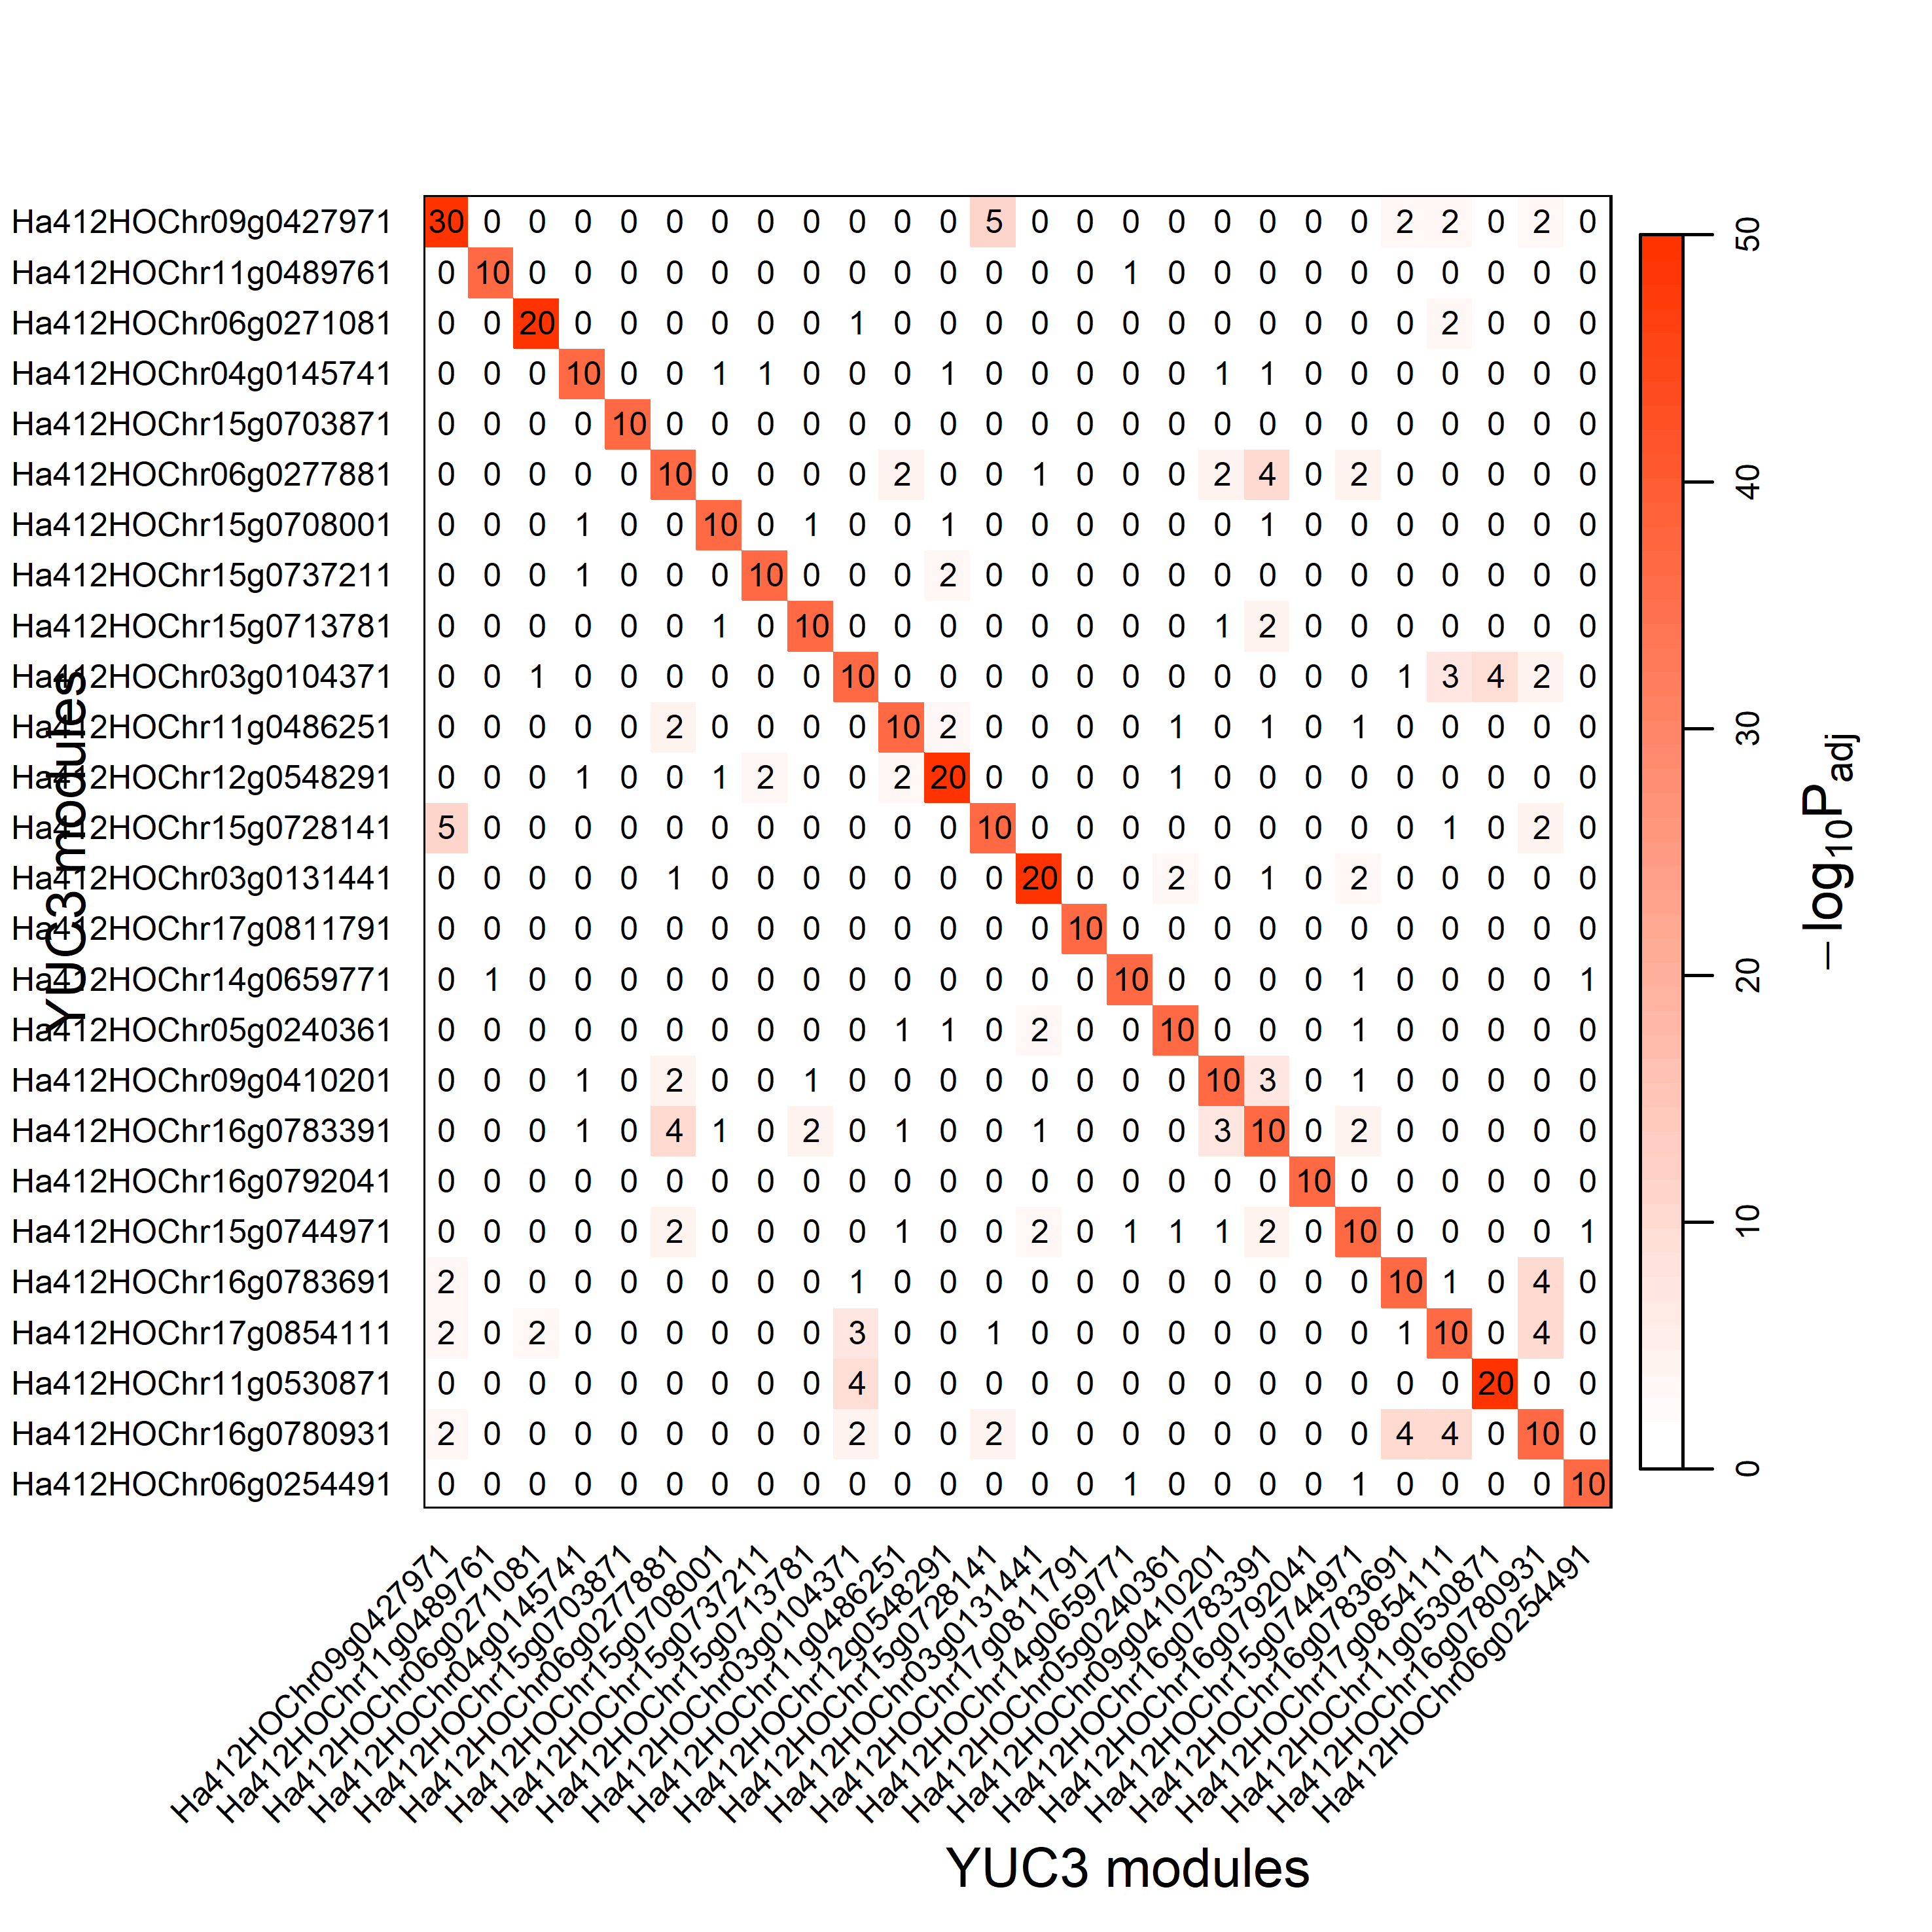 Ha412HOChr09g0427971 30 0 0 0 0 0 0 0 0 0 0 0 5 0 0 0 0 0 0 0 0 2 2 0 2 0
Ha412HOChr11g0489761 0 10 0 0 0 0 0 0 0 0 0 0 0 0 0 1 0 0 0 0 0 0 0 0 0 0
Ha412HOChr06g0271081 0 0 20 0 0 0 0 0 0 1 0 0 0 0 0 0 0 0 0 0 0 0 2 0 0 0
Ha412HOChr04g0145741 0 0 0 10 0 0 1 1 0 0 0 1 0 0 0 0 0 1 1 0 0 0 0 0 0 0
Ha412HOChr15g0703871 0 0 0 0 10 0 0 0 0 0 0 0 0 0 0 0 0 0 0 0 0 0 0 0 0 0
Ha412HOChr06g0277881 0 0 0 0 0 10 0 0 0 0 2 0 0 1 0 0 0 2 4 0 2 0 0 0 0 0
Ha412HOChr15g0708001 0 0 0 1 0 0 10 0 1 0 0 1 0 0 0 0 0 0 1 0 0 0 0 0 0 0
Ha412HOChr15g0737211 0 0 0 1 0 0 0 10 0 0 0 2 0 0 0 0 0 0 0 0 0 0 0 0 0 0
Ha412HOChr15g0713781 0 0 0 0 0 0 1 0 10 0 0 0 0 0 0 0 0 1 2 0 0 0 0 0 0 0
Ha412HOChr03g0104371 0 0 1 0 0 0 0 0 0 10 0 0 0 0 0 0 0 0 0 0 0 1 3 4 2 0
Ha412HOChr11g0486251 0 0 0 0 0 2 0 0 0 0 10 2 0 0 0 0 1 0 1 0 1 0 0 0 0 0
Ha412HOChr12g0548291 0 0 0 1 0 0 1 2 0 0 2 20 0 0 0 0 1 0 0 0 0 0 0 0 0 0
Ha412HOChr15g0728141 5 0 0 0 0 0 0 0 0 0 0 0 10 0 0 0 0 0 0 0 0 0 1 0 2 0
Ha412HOChr03g0131441 0 0 0 0 0 1 0 0 0 0 0 0 0 20 0 0 2 0 1 0 2 0 0 0 0 0
Ha412HOChr17g0811791 0 0 0 0 0 0 0 0 0 0 0 0 0 0 10 0 0 0 0 0 0 0 0 0 0 0
Ha412HOChr14g0659771 0 1 0 0 0 0 0 0 0 0 0 0 0 0 0 10 0 0 0 0 1 0 0 0 0 1
Ha412HOChr05g0240361 0 0 0 0 0 0 0 0 0 0 1 1 0 2 0 0 10 0 0 0 1 0 0 0 0 0
Ha412HOChr09g0410201 0 0 0 1 0 2 0 0 1 0 0 0 0 0 0 0 0 10 3 0 1 0 0 0 0 0
Ha412HOChr16g0783391 0 0 0 1 0 4 1 0 2 0 1 0 0 1 0 0 0 3 10 0 2 0 0 0 0 0
Ha412HOChr16g0792041 0 0 0 0 0 0 0 0 0 0 0 0 0 0 0 0 0 0 0 10 0 0 0 0 0 0
Ha412HOChr15g0744971 0 0 0 0 0 2 0 0 0 0 1 0 0 2 0 1 1 1 2 0 10 0 0 0 0 1
Ha412HOChr16g0783691 2 0 0 0 0 0 0 0 0 1 0 0 0 0 0 0 0 0 0 0 0 10 1 0 4 0
Ha412HOChr17g0854111 2 0 2 0 0 0 0 0 0 3 0 0 1 0 0 0 0 0 0 0 0 1 10 0 4 0
Ha412HOChr11g0530871 0 0 0 0 0 0 0 0 0 4 0 0 0 0 0 0 0 0 0 0 0 0 0 20 0 0
Ha412HOChr16g0780931 2 0 0 0 0 0 0 0 0 2 0 0 2 0 0 0 0 0 0 0 0 4 4 0 10 0
Ha412HOChr06g0254491 0 0 0 0 0 0 0 0 0 0 0 0 0 0 0 1 0 0 0 0 1 0 0 0 0 10
YUC3 modules
Ha412HOChr09g0427971
Ha412HOChr11g0489761
Ha412HOChr06g0271081
Ha412HOChr04g0145741
Ha412HOChr15g0703871
Ha412HOChr06g0277881
Ha412HOChr15g0708001
Ha412HOChr15g0737211
Ha412HOChr15g0713781
Ha412HOChr03g0104371
Ha412HOChr11g0486251
Ha412HOChr12g0548291
Ha412HOChr15g0728141
Ha412HOChr03g0131441
Ha412HOChr17g0811791
Ha412HOChr14g0659771
Ha412HOChr05g0240361
Ha412HOChr09g0410201
Ha412HOChr16g0783391
Ha412HOChr16g0792041
Ha412HOChr15g0744971
Ha412HOChr16g0783691
Ha412HOChr17g0854111
Ha412HOChr11g0530871
Ha412HOChr16g0780931
Ha412HOChr06g0254491
YUC3 modules
50
40
30
20
10
0
−log10Padj